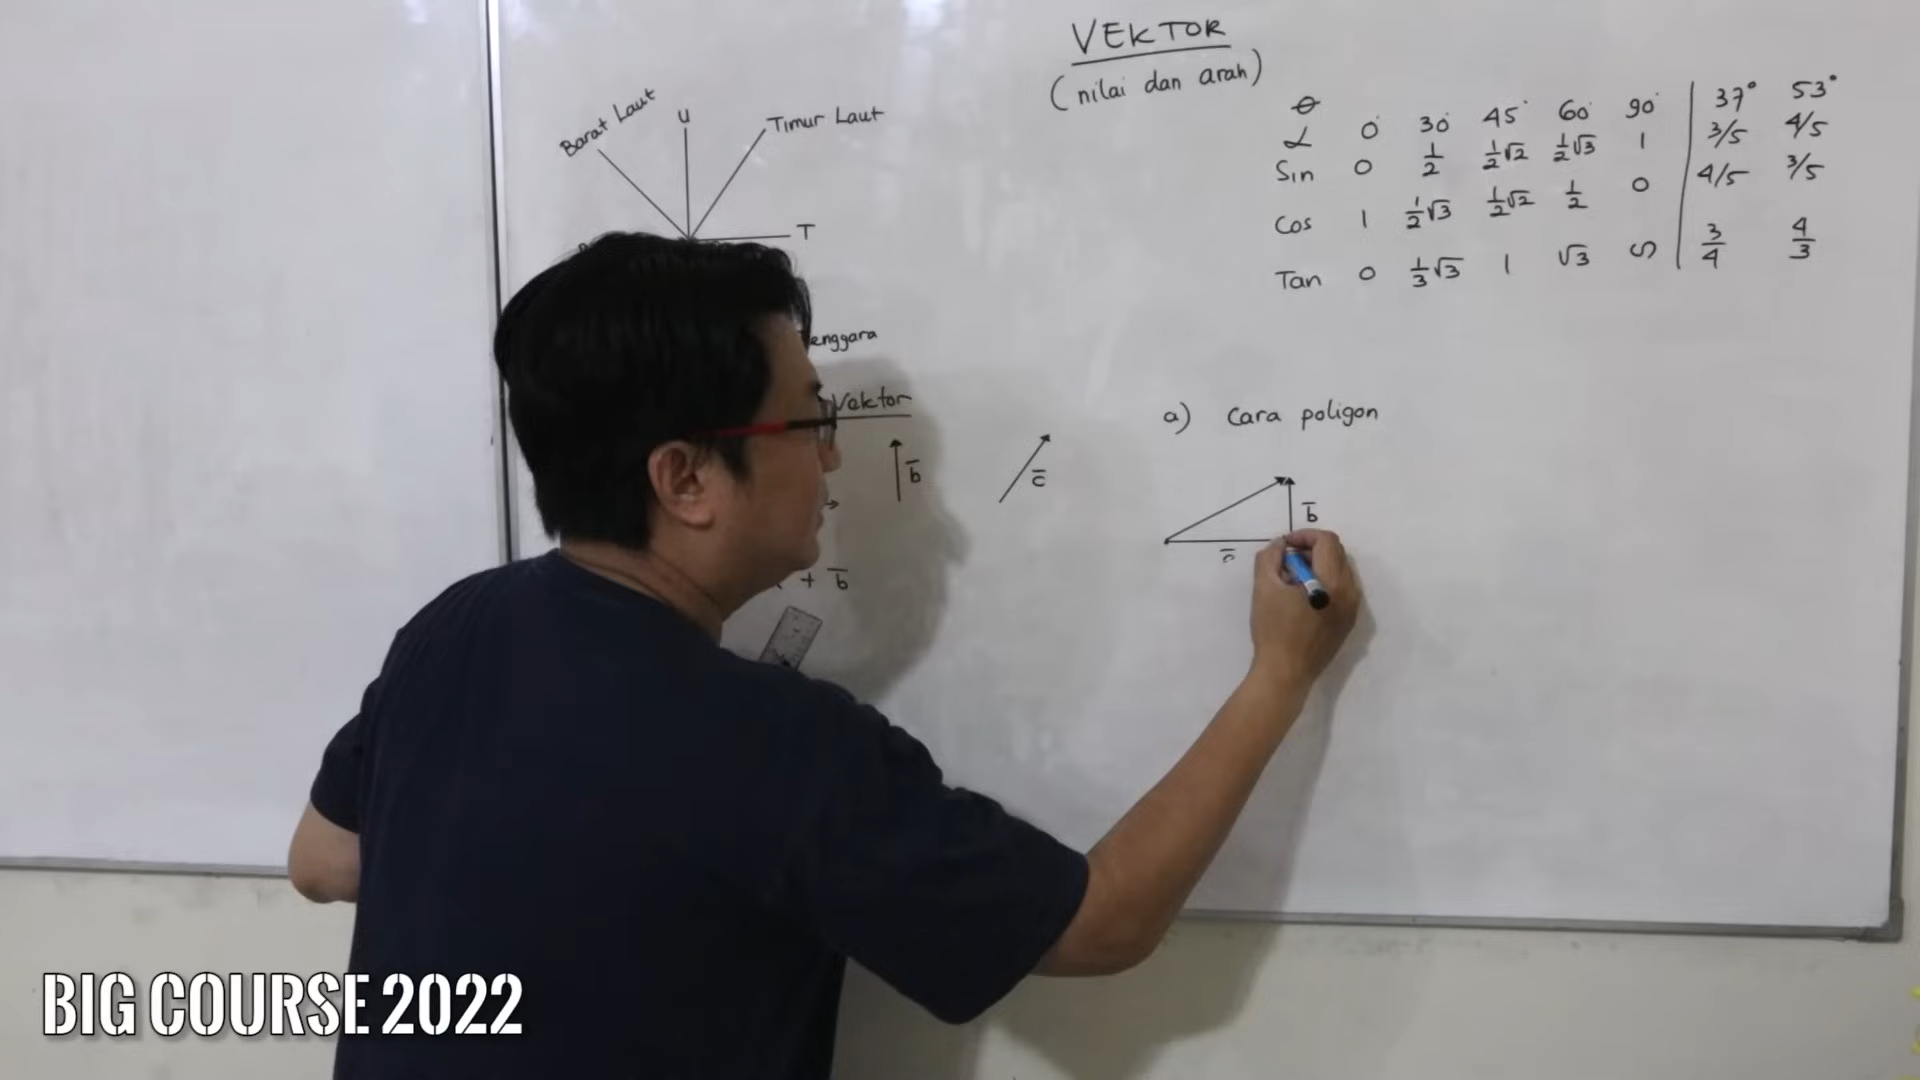 VEKTOR
(nilai dan arah)
Barat Laut
U
Timur Laut
T
enggara
Vektor
b̅
c̅
+ b̅
θ
α 0° 30° 45° 60° 90° 37° 53°
Sin 0 1/2 1/2√2 1/2√3 1 3/5 4/5
Cos 1 1/2√3 1/2√2 1/2 0 4/5 3/5
Tan 0 1/3√3 1 √3 ∽ 3/4 4/3
a) Cara poligon
b̅
BIG COURSE 2022